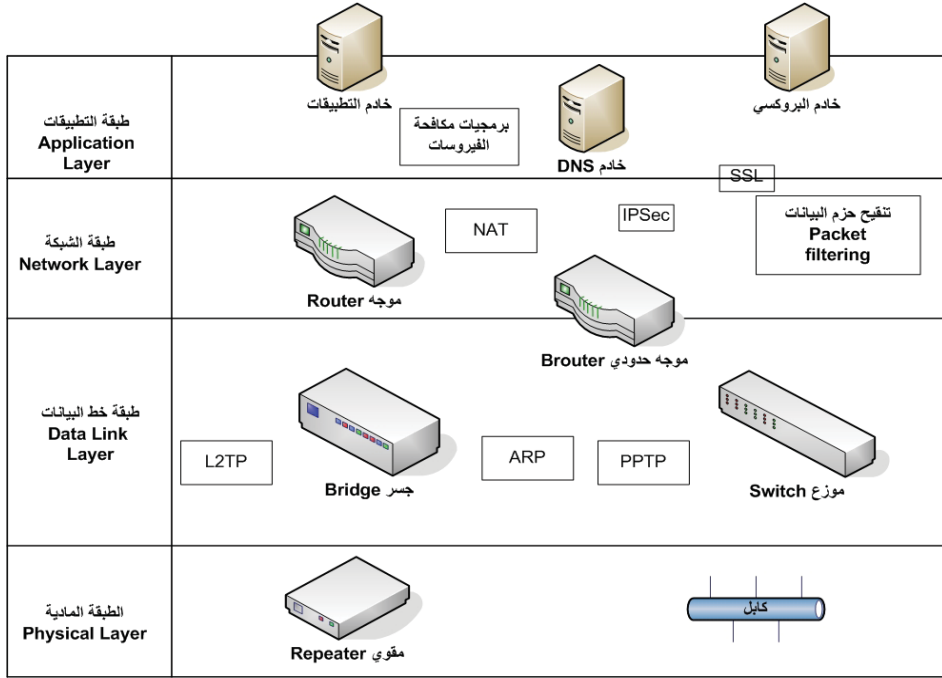 خادم التطبيقات
خادم البروكسي
طبقة التطبيقات
Application
Layer
برمجيات مكافحة
الفيروسات
خادم DNS
SSL
طبقة الشبكة
Network Layer
موجه Router
NAT
IPSec
تنقيح حزم البيانات
Packet
filtering
موجه حدودي Brouter
طبقة خط البيانات
Data Link
Layer
L2TP
جسر Bridge
ARP
PPTP
موزع Switch
الطبقة المادية
Physical Layer
مقوي Repeater
كابل